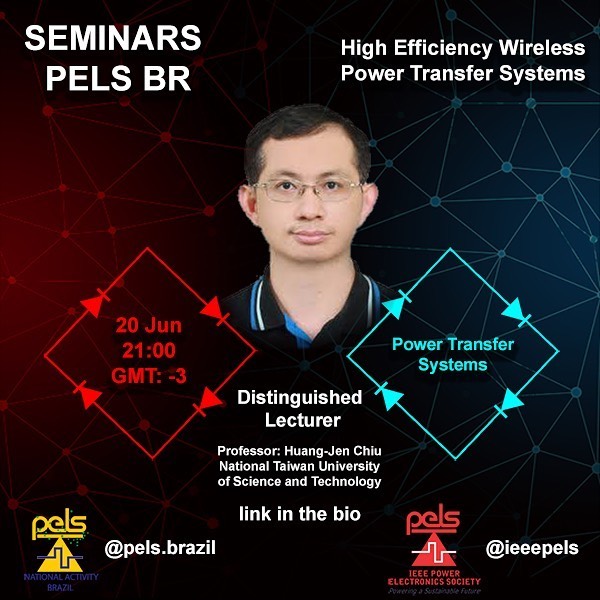 SEMINARS
PELS BR
High Efficiency Wireless
Power Transfer Systems
20 Jun
21:00
GMT: -3
Power Transfer
Systems
Distinguished
Lecturer
Professor: Huang-Jen Chiu
National Taiwan University
of Science and Technology
link in the bio
pels
NATIONAL ACTIVITY
BRAZIL
@pels.brazil
pels
IEEE POWER
ELECTRONICS SOCIETY
Powering a Sustainable Future
@ieeepels